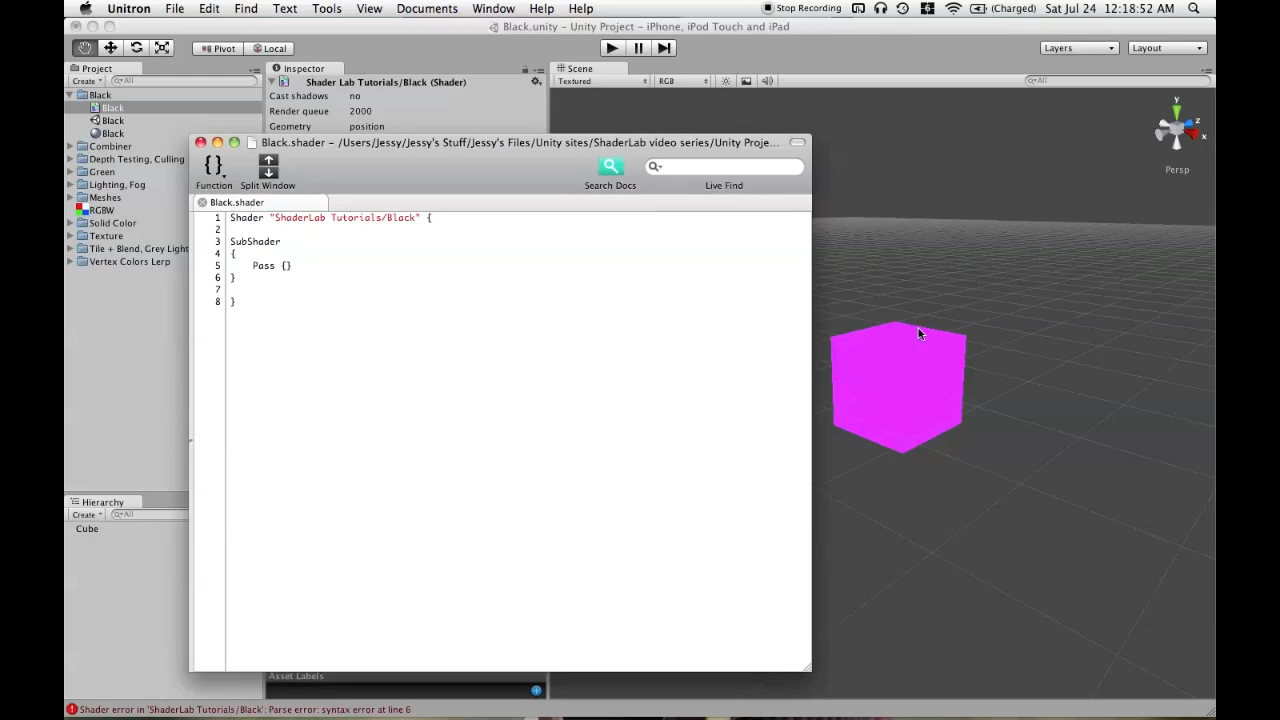 Unitron File Edit Find Text Tools View Documents Window Help Help Stop Recording (Charged) Sat Jul 24 12:18:52 AM
Black.unity - Unity Project - iPhone, iPod Touch and iPad
Pivot Local Layers Layout
Project Inspector Scene
Create All Shader Lab Tutorials/Black (Shader) Textured RGB All
Black Cast shadows no
Black Render queue 2000
Black Geometry position
Black
Combiner
Depth Testing, Culling
Green
Lighting, Fog
Meshes
RGBW
Solid Color
Texture
Tile + Blend, Grey Light
Vertex Colors Lerp
y
z
x
Persp
Black.shader - /Users/Jessy/Jessy's Stuff/Jessy's Files/Unity sites/ShaderLab video series/Unity Proje...
{}
Function Split Window Search Docs Live Find
Black.shader
1 Shader "ShaderLab Tutorials/Black" {
2
3 SubShader
4 {
5 Pass {}
6 }
7
8 }
Hierarchy
Create All
Cube
Asset Labels
Shader error in 'ShaderLab Tutorials/Black': Parse error: syntax error at line 6